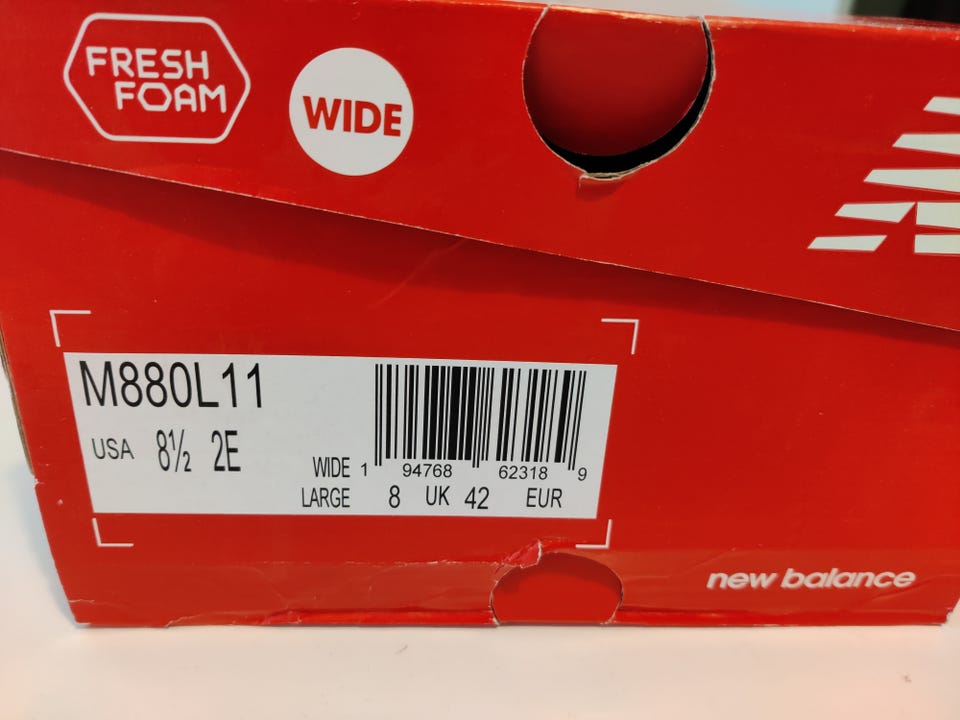 FRESH
FOAM
WIDE
M880L11
USA 8½ 2E
WIDE 1 94768 62318 9
LARGE 8 UK 42 EUR
new balance